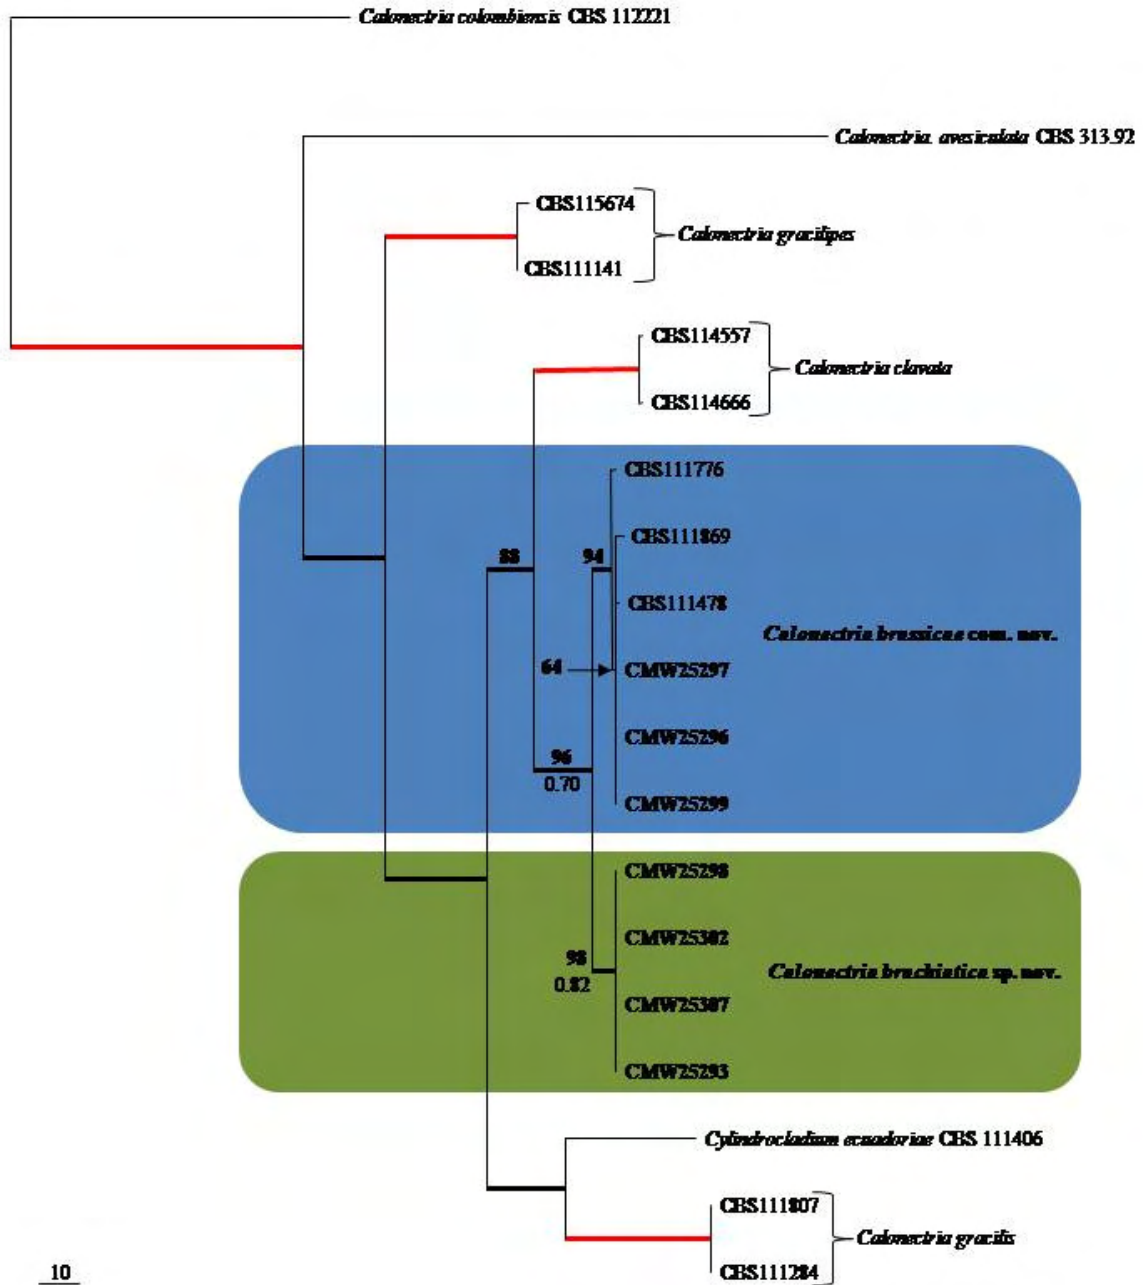 Calonectria colombiensis CBS 112221
Calonectria avesiculata CBS 313.92
CBS115674
Calonectria gracilipes
CBS111141
CBS114557
Calonectria clavata
CBS114666
CBS111776
CBS111869
88
94
CBS111478
Calonectria brassicae com. nov.
64
CMW25297
CMW25296
96
0.70
CMW25299
CMW25298
CMW25302
98
Calonectria brachiatica sp. nov.
0.82
CMW25307
CMW25293
Cylindrocladium ecuadoriae CBS 111406
CBS111807
Calonectria gracilis
CBS111284
10